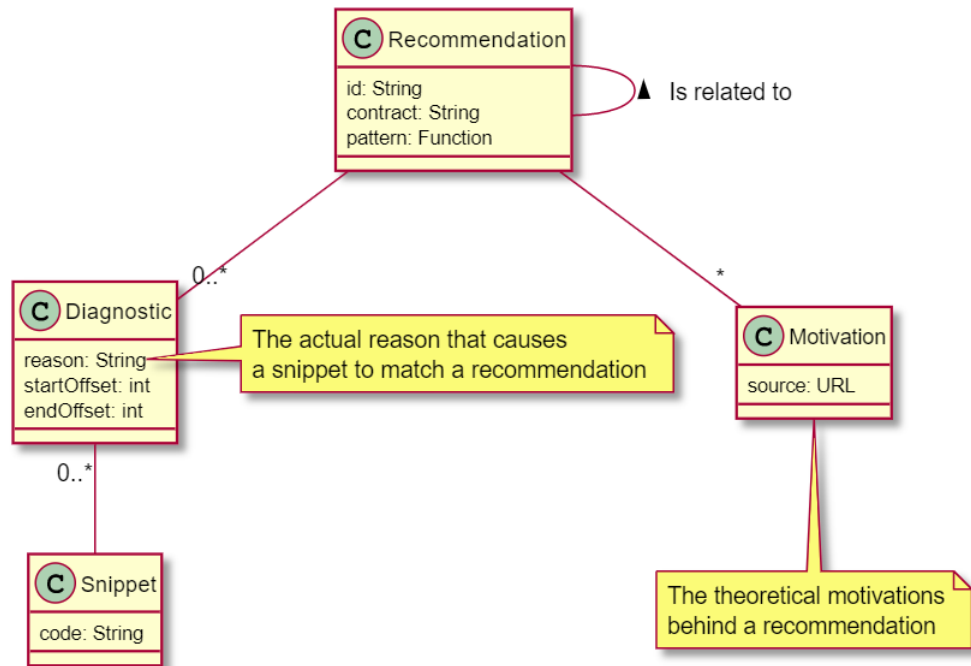 C Recommendation
id: String
contract: String
pattern: Function
Is related to
0..*
*
C Diagnostic
reason: String
startOffset: int
endOffset: int
The actual reason that causes
a snippet to match a recommendation
C Motivation
source: URL
0..*
C Snippet
code: String
The theoretical motivations
behind a recommendation